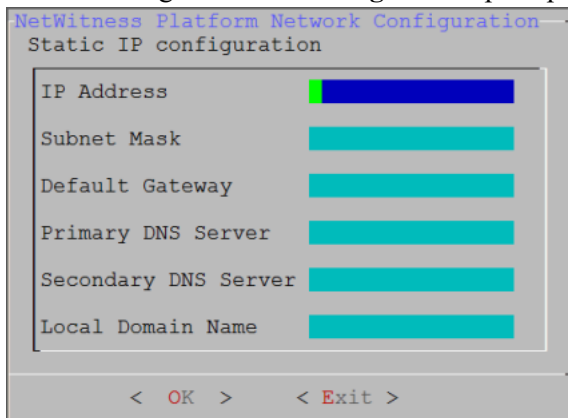 NetWitness Platform Network Configuration
Static IP configuration
IP Address
Subnet Mask
Default Gateway
Primary DNS Server
Secondary DNS Server
Local Domain Name
< OK > < Exit >